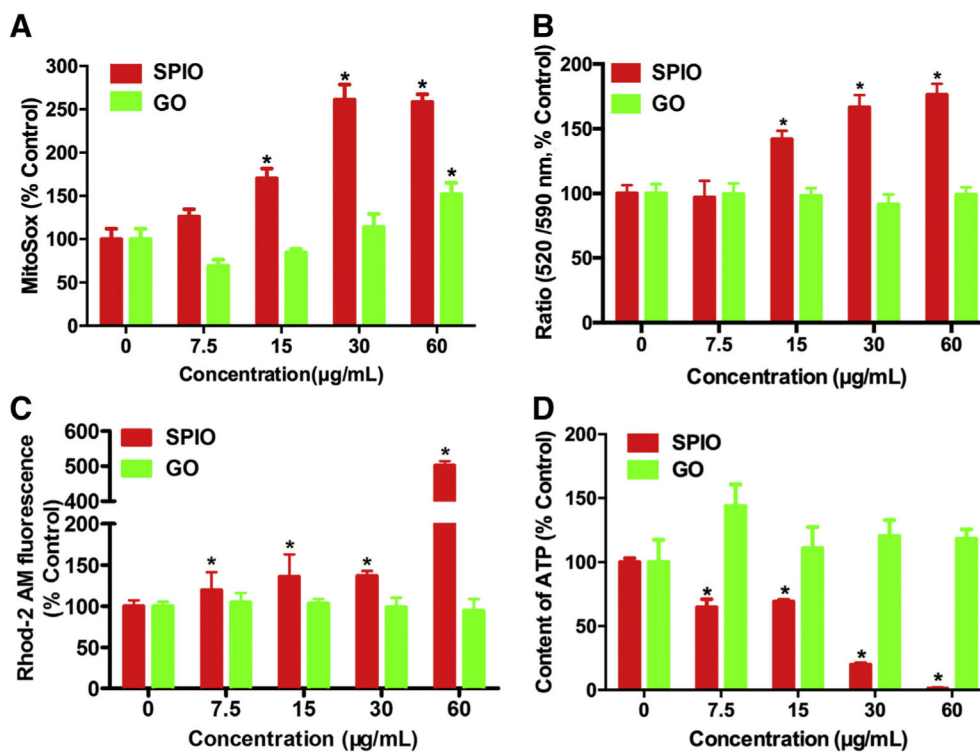 A
SPIO
GO
MitoSox (% Control)
300
250
200
150
100
50
0
*
*
*
*
0 7.5 15 30 60
Concentration(µg/mL)
B
SPIO
GO
Ratio (520 /590 nm, % Control)
200
150
100
50
0
*
*
*
0 7.5 15 30 60
Concentration (µg/mL)
C
SPIO
GO
Rhod-2 AM fluorescence
(% Control)
600
500
400
200
150
100
50
0
*
*
*
*
0 7.5 15 30 60
Concentration (µg/mL)
D
SPIO
GO
Content of ATP (% Control)
200
150
100
50
0
*
*
*
*
0 7.5 15 30 60
Concentration (µg/mL)